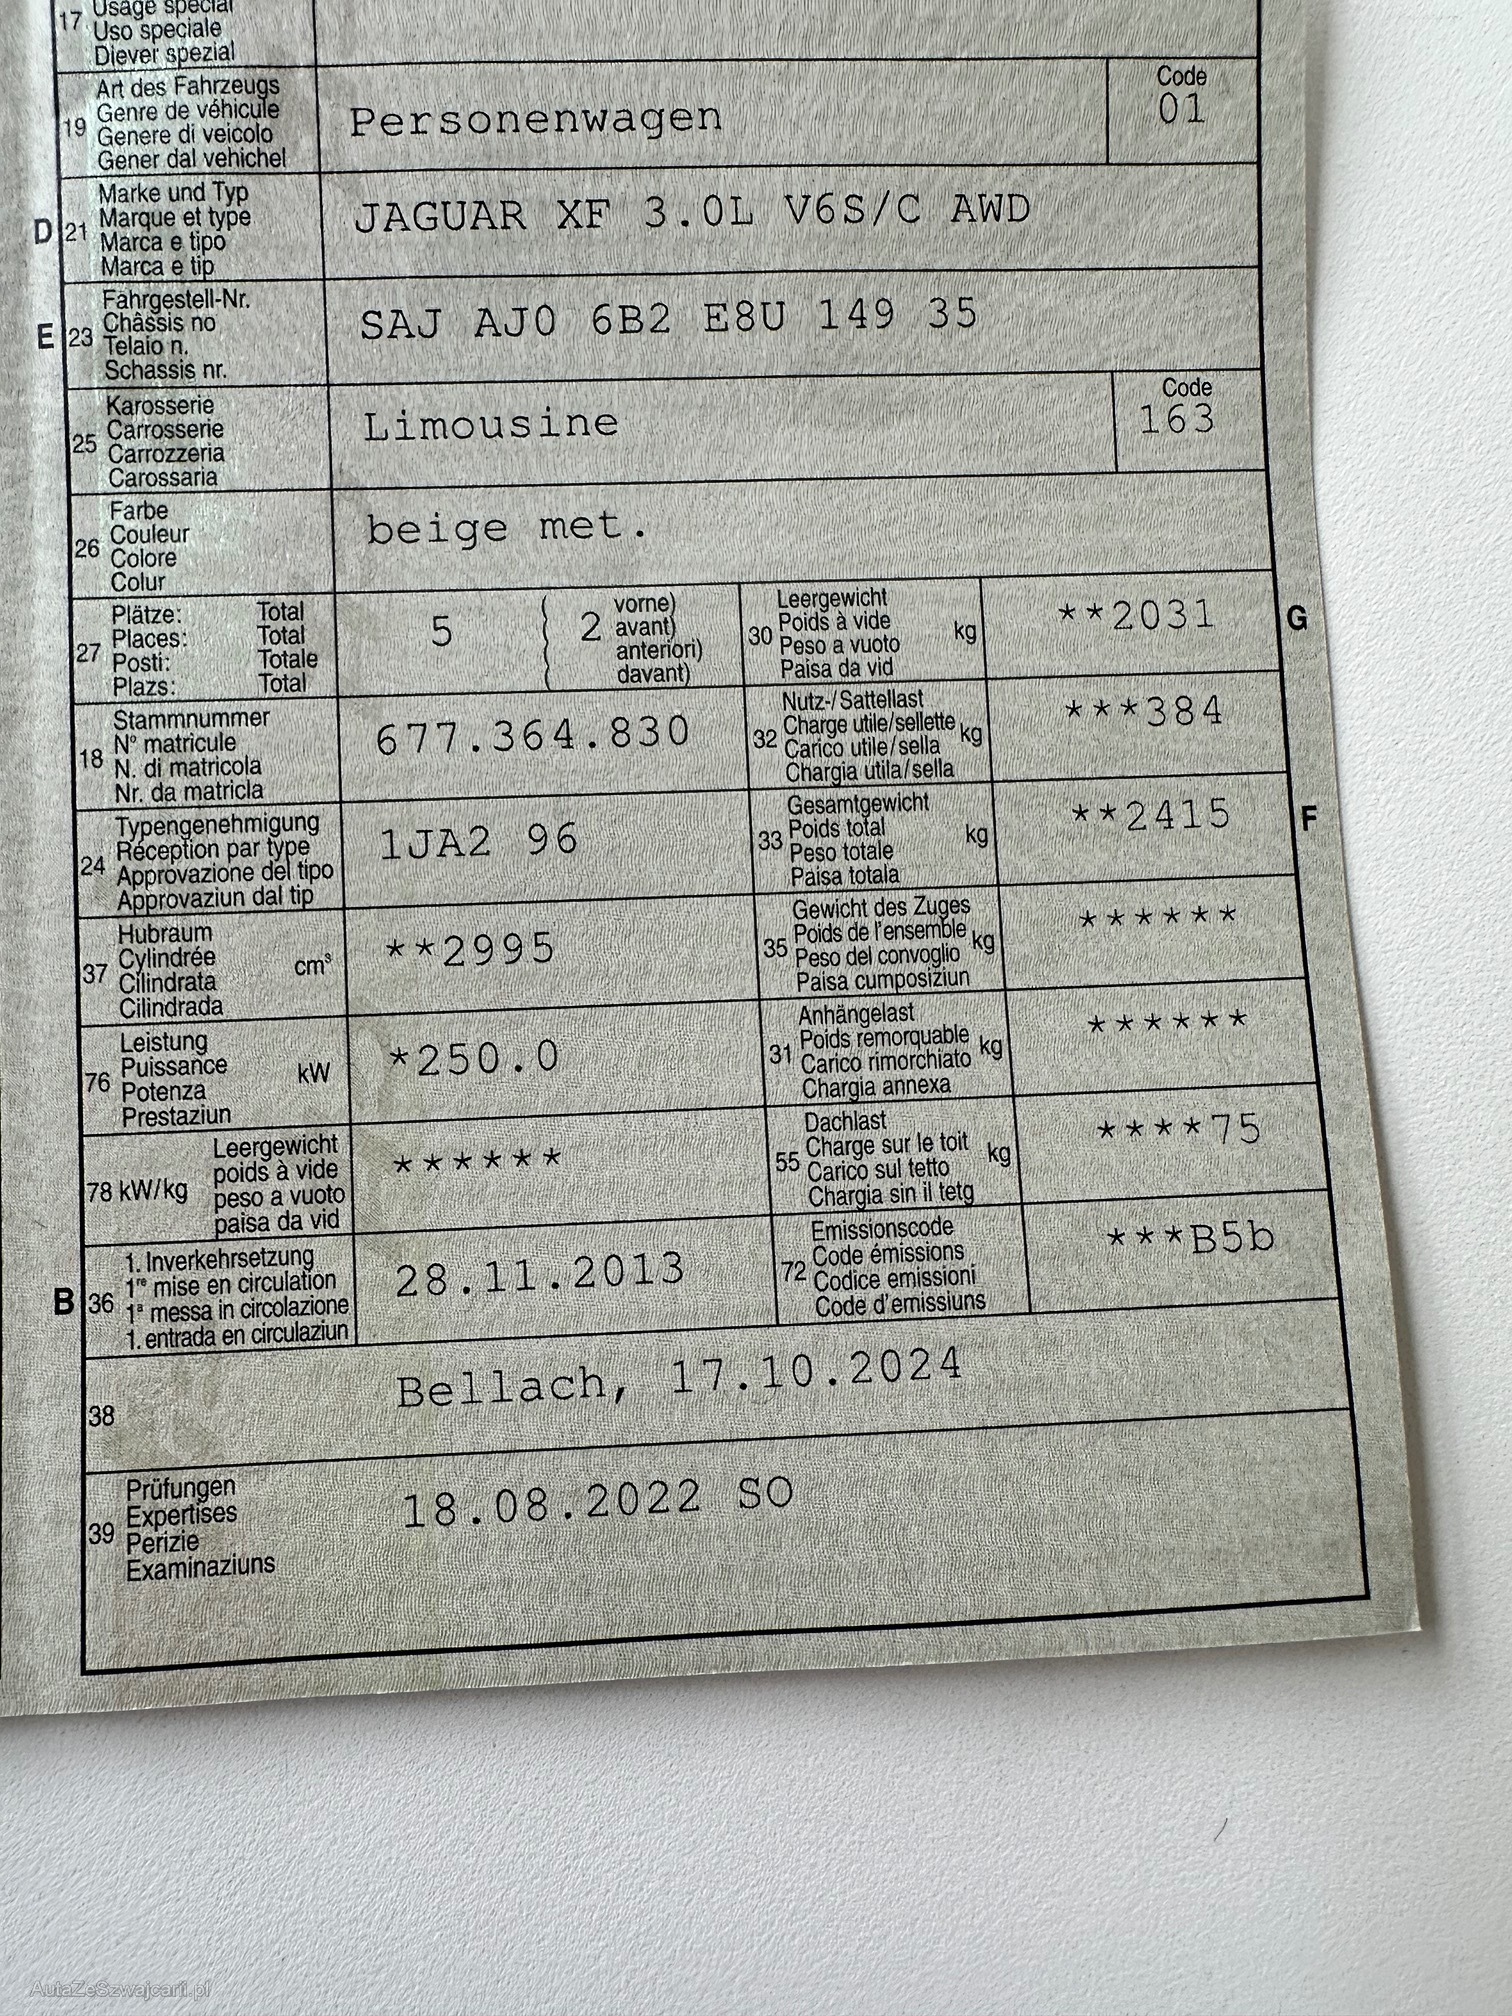 17 Usage spécial
Uso speciale
Diever spezial
19 Art des Fahrzeugs
Genre de véhicule
Genere di veicolo
Gener dal vehichel
Personenwagen
Code
01
D 21 Marke und Typ
Marque et type
Marca e tipo
Marca e tip
JAGUAR XF 3.0L V6S/C AWD
E 23 Fahrgestell-Nr.
Châssis no
Telaio n.
Schassis nr.
SAJ AJ0 6B2 E8U 149 35
25 Karosserie
Carrosserie
Carrozzeria
Carossaria
Limousine
Code
163
26 Farbe
Couleur
Colore
Colur
beige met.
27 Plätze: Total
Places: Total
Posti: Totale
Plazs: Total
5 ( 2 vorne)
avant)
anteriori)
davant)
30 Leergewicht
Poids à vide
Peso a vuoto
Paisa da vid
kg
**2031
G
18 Stammnummer
N° matricule
N. di matricola
Nr. da matricla
677.364.830
32 Nutz-/Sattellast
Charge utile/sellette
Carico utile/sella
Chargia utila/sella
kg
***384
24 Typengenehmigung
Réception par type
Approvazione del tipo
Approvaziun dal tip
1JA2 96
33 Gesamtgewicht
Poids total
Peso totale
Paisa totala
kg
**2415
F
37 Hubraum
Cylindrée
Cilindrata
Cilindrada
cm³
**2995
35 Gewicht des Zuges
Poids de l'ensemble
Peso del convoglio
Paisa cumposiziun
kg
******
76 Leistung
Puissance
Potenza
Prestaziun
kW
*250.0
31 Anhängelast
Poids remorquable
Carico rimorchiato
Chargia annexa
kg
******
78 kW/kg Leergewicht
poids à vide
peso a vuoto
paisa da vid
******
55 Dachlast
Charge sur le toit
Carico sul tetto
Chargia sin il tetg
kg
****75
B 36 1. Inverkehrsetzung
1re mise en circulation
1a messa in circolazione
1. entrada en circulaziun
28.11.2013
72 Emissionscode
Code émissions
Codice emissioni
Code d'emissiuns
***B5b
38 Bellach, 17.10.2024
39 Prüfungen
Expertises
Perizie
Examinaziuns
18.08.2022 SO
AutaZeSzwajcarii.pl